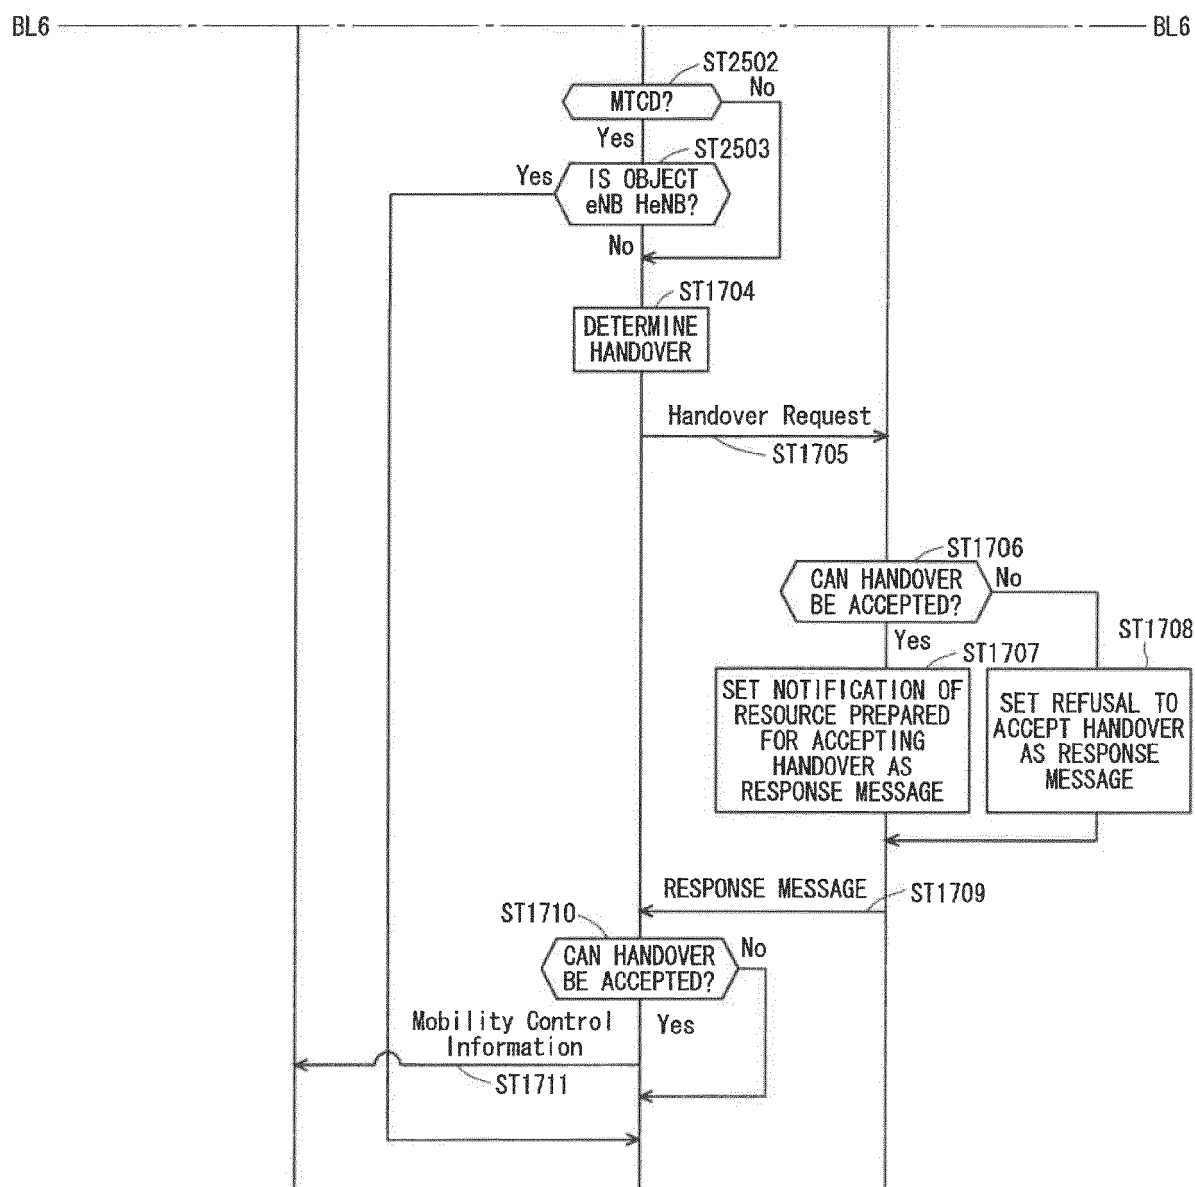 BL6
BL6
ST2502
MTCD?
No
Yes
ST2503
Yes
IS OBJECT
eNB HeNB?
No
ST1704
DETERMINE
HANDOVER
Handover Request
ST1705
ST1706
CAN HANDOVER
BE ACCEPTED?
No
Yes
ST1708
ST1707
SET NOTIFICATION OF
RESOURCE PREPARED
FOR ACCEPTING
HANDOVER AS
RESPONSE MESSAGE
SET REFUSAL TO
ACCEPT HANDOVER
AS RESPONSE
MESSAGE
RESPONSE MESSAGE
ST1709
ST1710
CAN HANDOVER
BE ACCEPTED?
No
Yes
Mobility Control
Information
ST1711